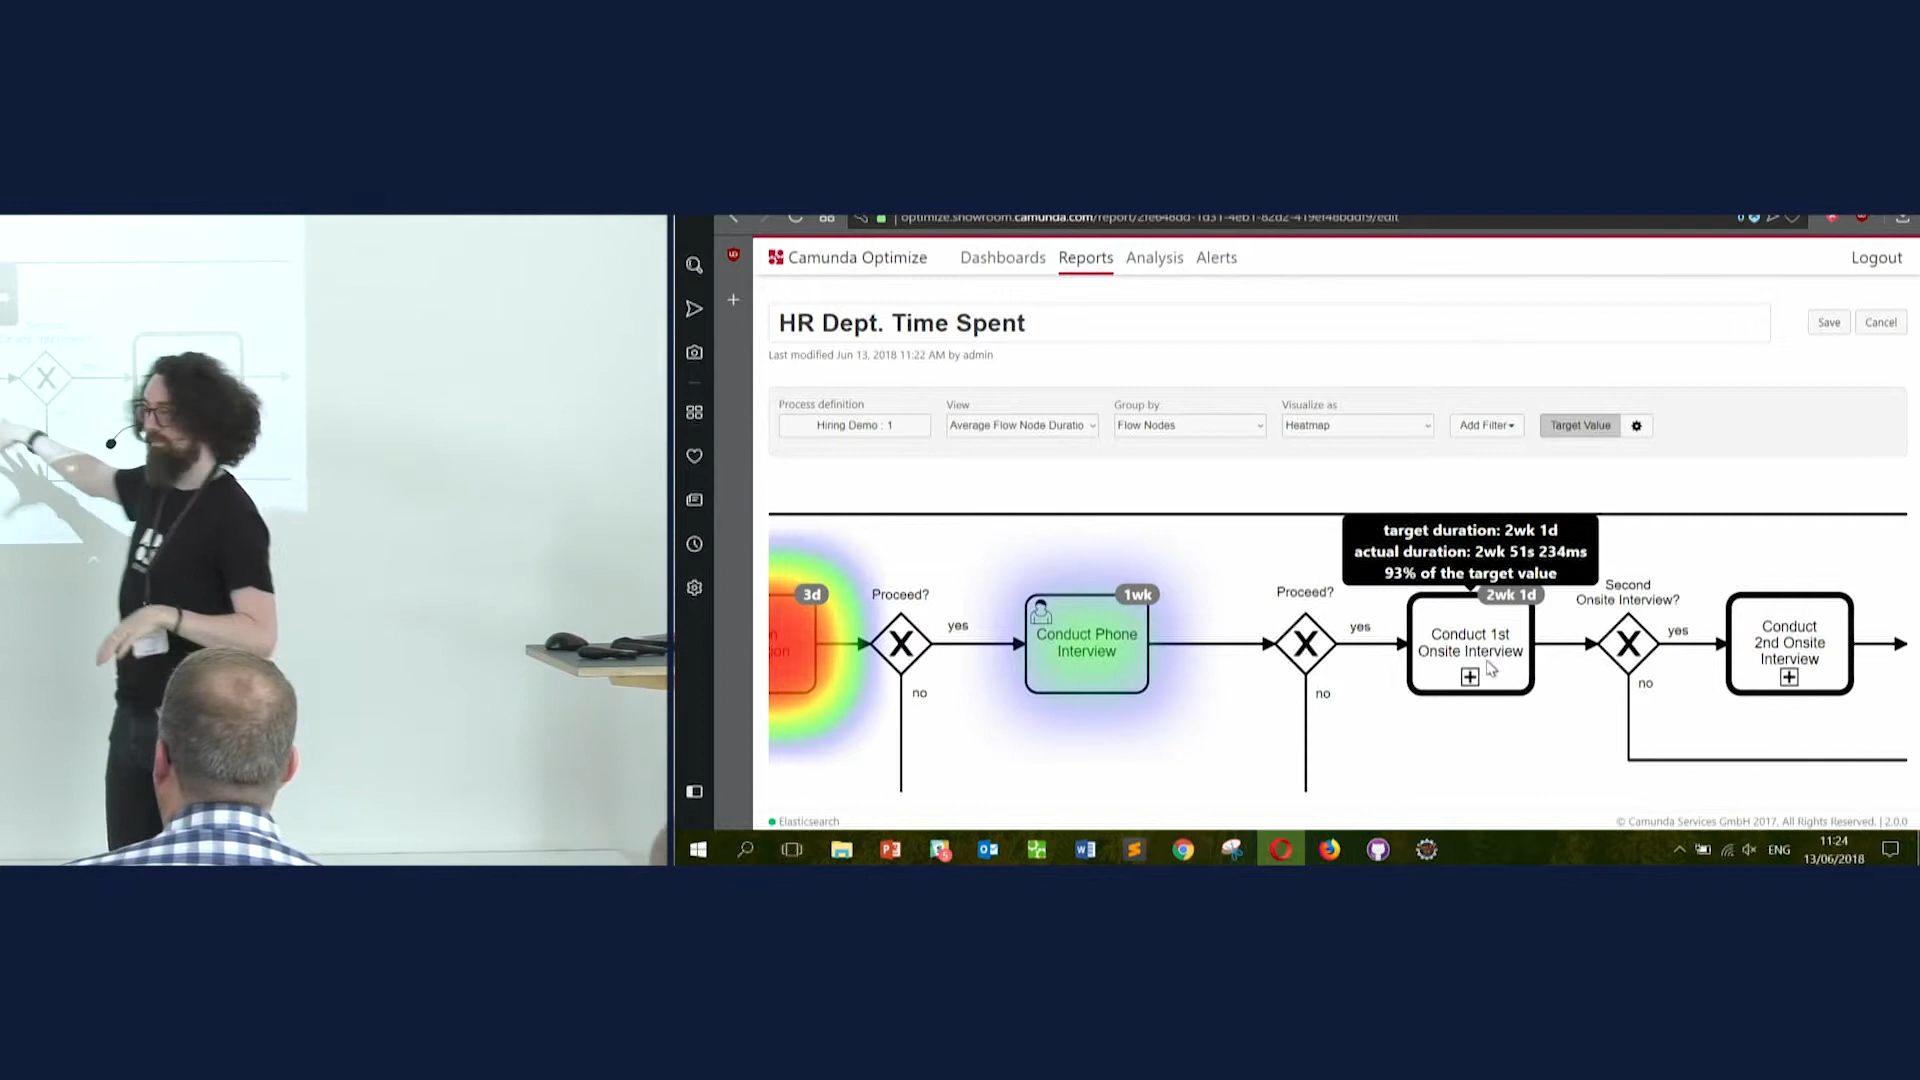 optimize.showroom.camunda.com/report/
Camunda Optimize
Dashboards
Reports
Analysis
Alerts
Logout
HR Dept. Time Spent
Save
Cancel
Last modified Jun 13, 2018 11:22 AM by admin
Process definition
View
Group by
Visualize as
Hiring Demo : 1
Average Flow Node Duratio
Flow Nodes
Heatmap
Add Filter
Target Value
target duration: 2wk 1d
actual duration: 2wk 51s 234ms
93% of the target value
3d
Proceed?
yes
no
1wk
Conduct Phone
Interview
Proceed?
yes
no
2wk 1d
Conduct 1st
Onsite Interview
Second
Onsite Interview?
yes
no
Conduct
2nd Onsite
Interview
Elasticsearch
© Camunda Services GmbH 2017, All Rights Reserved. | 2.0.0
ENG
11:24
13/06/2018